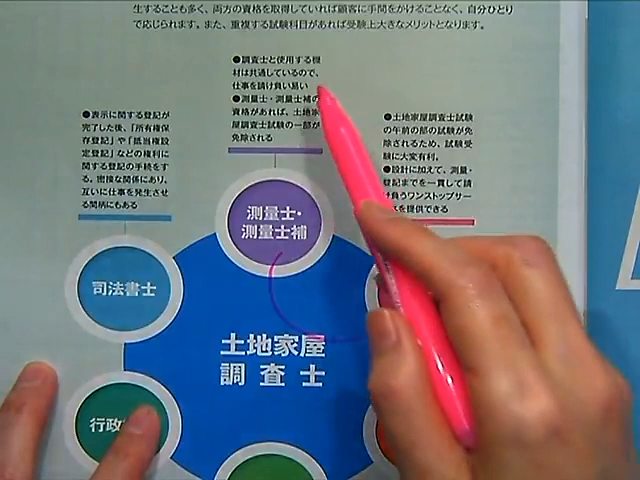 生することも多く、両方の資格を取得していれば顧客に手間をかけることなく、自分ひとり
で応じられます。また、重複する試験科目があれば受験上大きなメリットとなります。
●調査士と使用する機
材は共通しているので、
仕事を請け負い易い
●測量士・測量士補の
資格があれば、土地家
屋調査士試験の一部が
免除される
●表示に関する登記が
完了した後、「所有権保
存登記」や「抵当権設
定登記」などの権利に
関する登記の手続をす
る。密接な関係にあり、
互いに仕事を発生させ
る間柄にもある
●土地家屋調査士試験
の午前の部の試験が免
除されるため、試験受
験に大変有利。
●設計に加えて、測量・
登記までを一貫して請
け負うワンストップサー
を提供できる
測量士・
測量士補
司法書士
土地家屋
調査士
行政